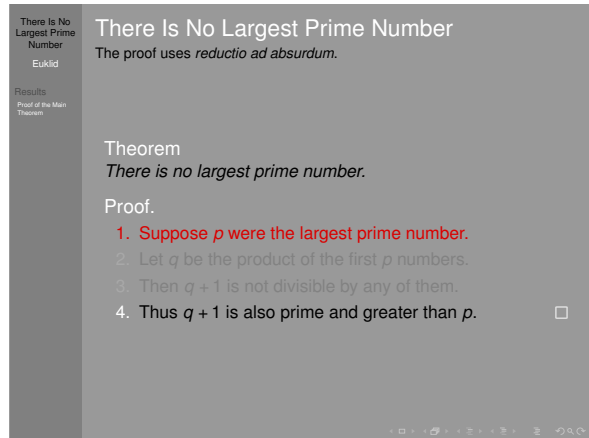 There Is No
Largest Prime
Number
Euklid
Results
Proof of the Main
Theorem
There Is No Largest Prime Number
The proof uses reductio ad absurdum.
Theorem
There is no largest prime number.
Proof.
1. Suppose p were the largest prime number.
2. Let q be the product of the first p numbers.
3. Then q + 1 is not divisible by any of them.
4. Thus q + 1 is also prime and greater than p.